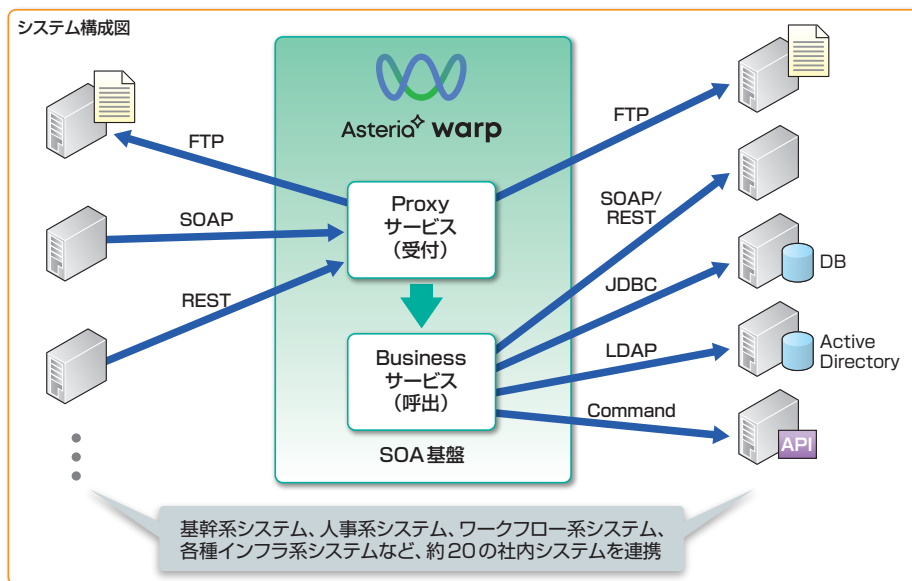 システム構成図
Asteria warp
FTP
SOAP
REST
Proxy
サービス
（受付）
Business
サービス
（呼出）
SOA基盤
FTP
SOAP/
REST
JDBC
DB
LDAP
Active
Directory
Command
API
基幹系システム、人事系システム、ワークフロー系システム、
各種インフラ系システムなど、約20の社内システムを連携